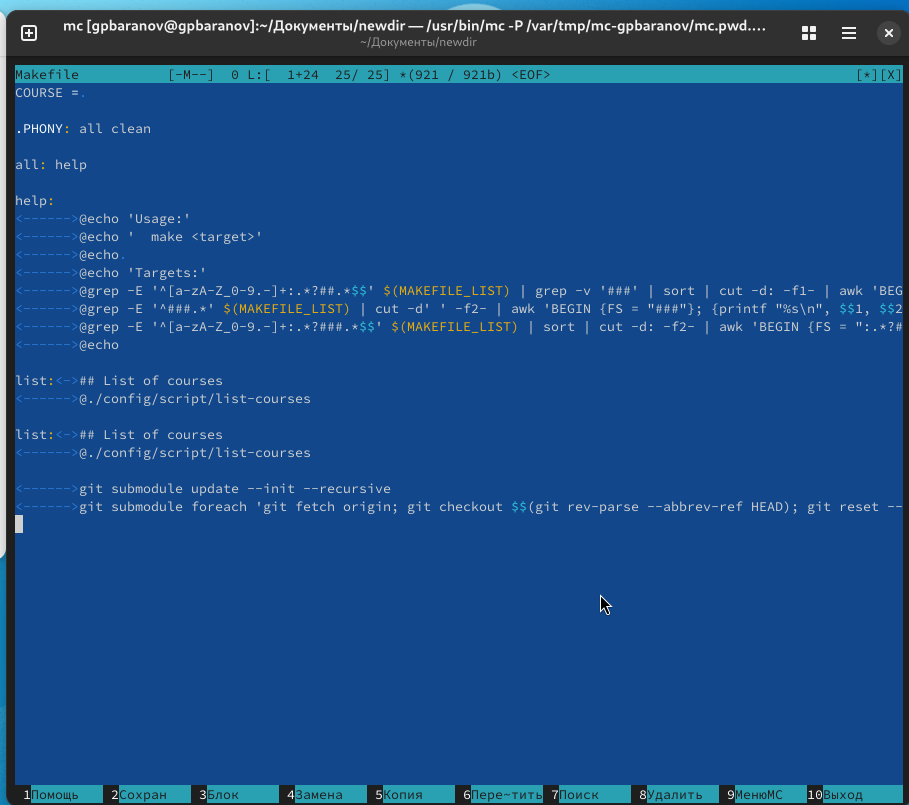 mc [gpbaranov@gpbaranov]:~/Документы/newdir — /usr/bin/mc -P /var/tmp/mc-gpbaranov/mc.pwd.…
~/Документы/newdir
Makefile [-M--] 0 L:[ 1+24 25/ 25] *(921 / 921b) <EOF> [*][X]
COURSE =.
.PHONY: all clean
all: help
help:
<------>@echo 'Usage:'
<------>@echo '  make <target>'
<------>@echo.
<------>@echo 'Targets:'
<------>@grep -E '^[a-zA-Z_0-9.-]+:.*?##.*$$' $(MAKEFILE_LIST) | grep -v '###' | sort | cut -d: -f1- | awk 'BEG
<------>@grep -E '^###.*' $(MAKEFILE_LIST) | cut -d' ' -f2- | awk 'BEGIN {FS = "###"}; {printf "%s\n", $$1, $$2
<------>@grep -E '^[a-zA-Z_0-9.-]+:.*?###.*$$' $(MAKEFILE_LIST) | sort | cut -d: -f2- | awk 'BEGIN {FS = ":.*?#
<------>@echo
list:<->## List of courses
<------>@./config/script/list-courses
list:<->## List of courses
<------>@./config/script/list-courses
<------>git submodule update --init --recursive
<------>git submodule foreach 'git fetch origin; git checkout $$(git rev-parse --abbrev-ref HEAD); git reset --
1Помощь 2Сохран 3Блок 4Замена 5Копия 6Пере~тить 7Поиск 8Удалить 9МенюMC 10Выход